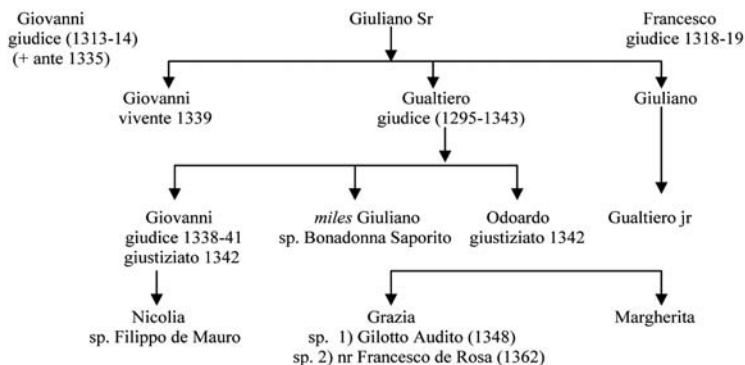 Giovanni
giudice (1313-14)
(+ ante 1335)
Giuliano Sr
Francesco
giudice 1318-19
Giovanni
vivente 1339
Gualtiero
giudice (1295-1343)
Giuliano
Giovanni
giudice 1338-41
giustiziato 1342
miles Giuliano
sp. Bonadonna Saporito
Odoardo
giustiziato 1342
Gualtiero jr
Nicolia
sp. Filippo de Mauro
Grazia
sp. 1) Gilotto Audito (1348)
sp. 2) nr Francesco de Rosa (1362)
Margherita